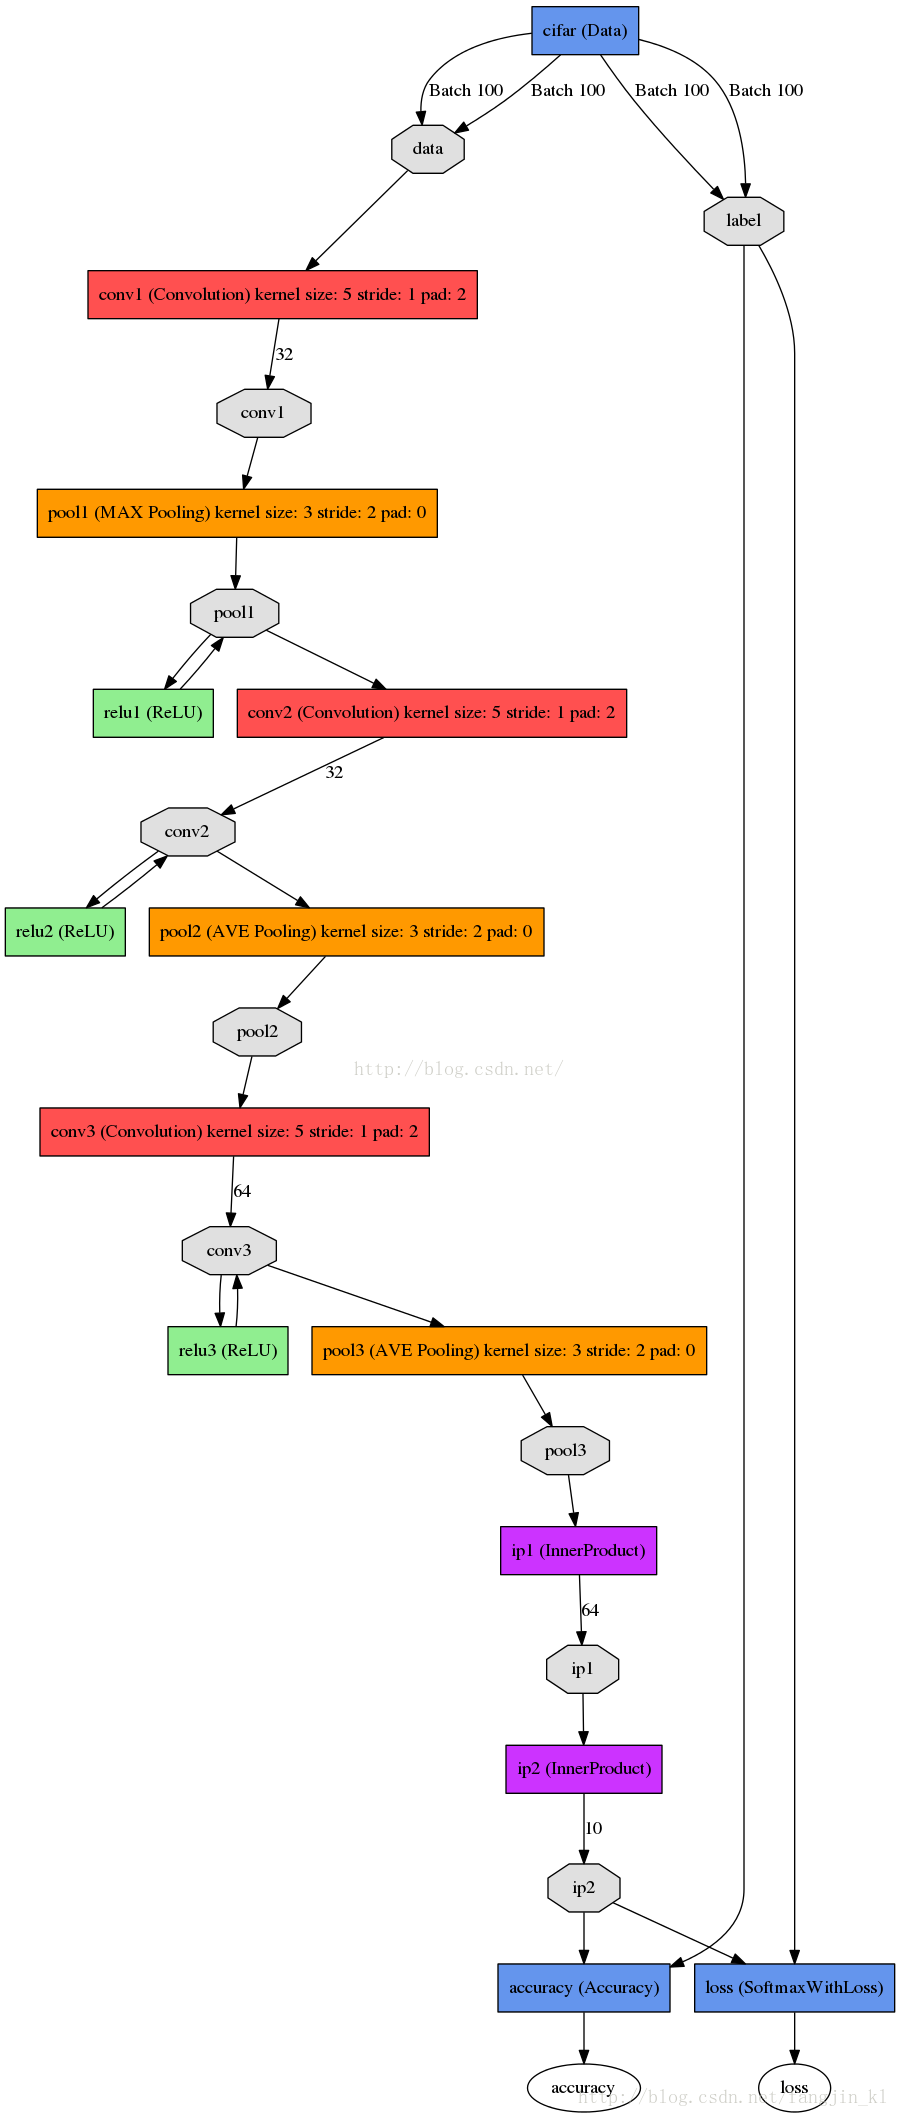 cifar (Data)
Batch 100
Batch 100
Batch 100
Batch 100
data
label
conv1 (Convolution) kernel size: 5 stride: 1 pad: 2
32
conv1
pool1 (MAX Pooling) kernel size: 3 stride: 2 pad: 0
pool1
relu1 (ReLU)
conv2 (Convolution) kernel size: 5 stride: 1 pad: 2
32
conv2
relu2 (ReLU)
pool2 (AVE Pooling) kernel size: 3 stride: 2 pad: 0
pool2
http://blog.csdn.net/
conv3 (Convolution) kernel size: 5 stride: 1 pad: 2
64
conv3
relu3 (ReLU)
pool3 (AVE Pooling) kernel size: 3 stride: 2 pad: 0
pool3
ip1 (InnerProduct)
64
ip1
ip2 (InnerProduct)
10
ip2
accuracy (Accuracy)
loss (SoftmaxWithLoss)
accuracy
loss
http://blog.csdn.net/fangjin_kl